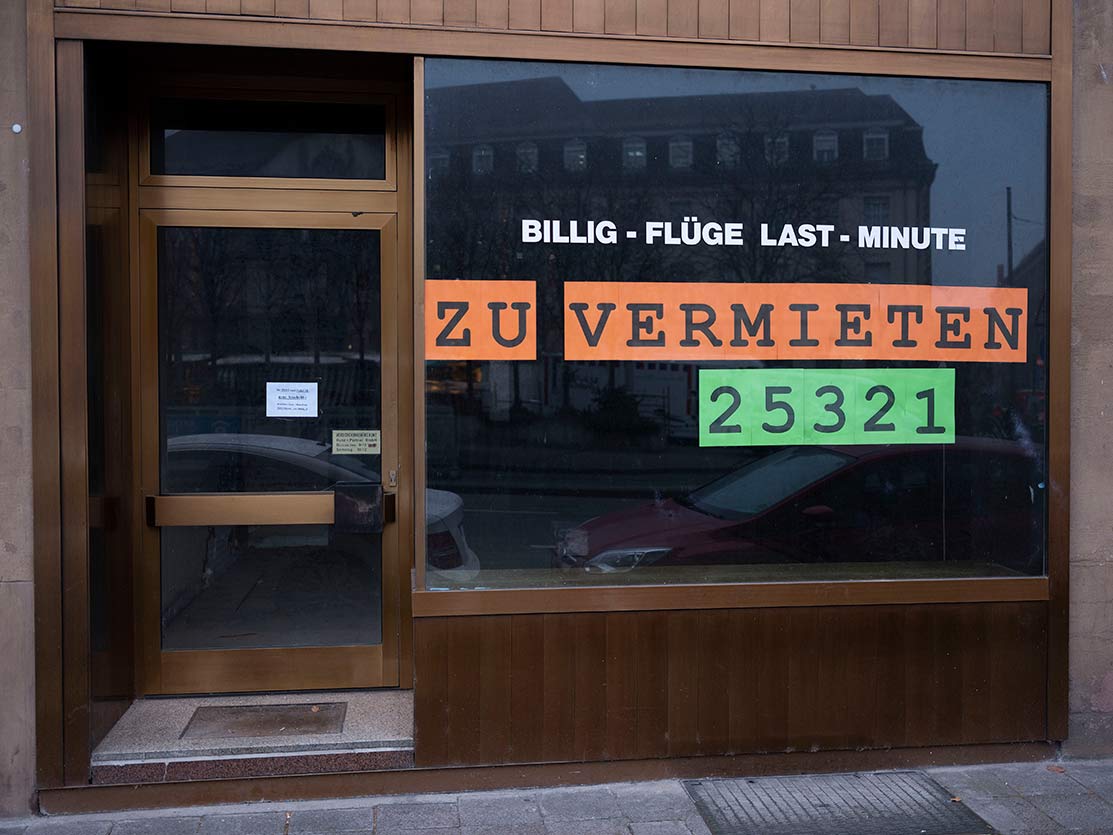 BILLIG - FLÜGE LAST - MINUTE
ZU VERMIETEN
25321